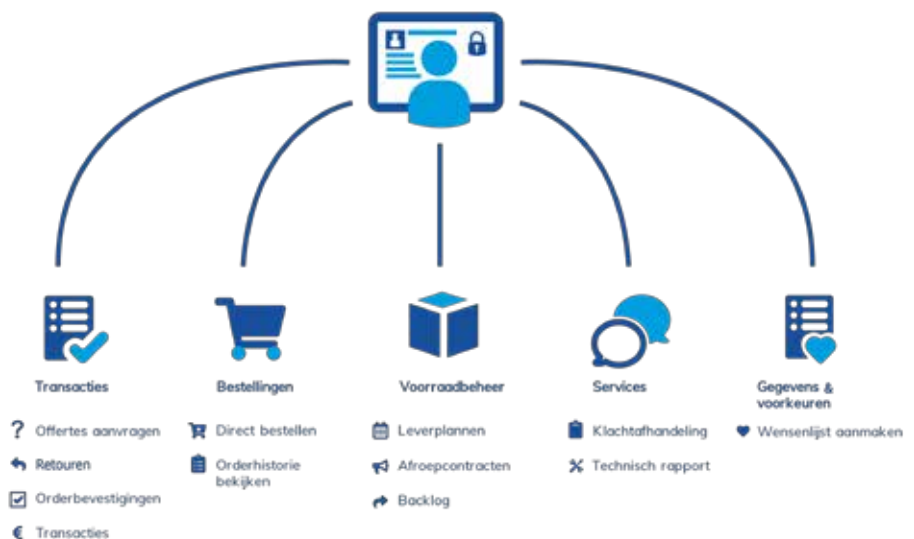 Transacties
? Offertes aanvragen
Retouren
Orderbevestigingen
€ Transacties
Bestellingen
Direct bestellen
Orderhistorie
bekijken
Voorraadbeheer
Leverplannen
Afroepcontracten
Backlog
Services
Klachtafhandeling
Technisch rapport
Gegevens &
voorkeuren
Wensenlijst aanmaken